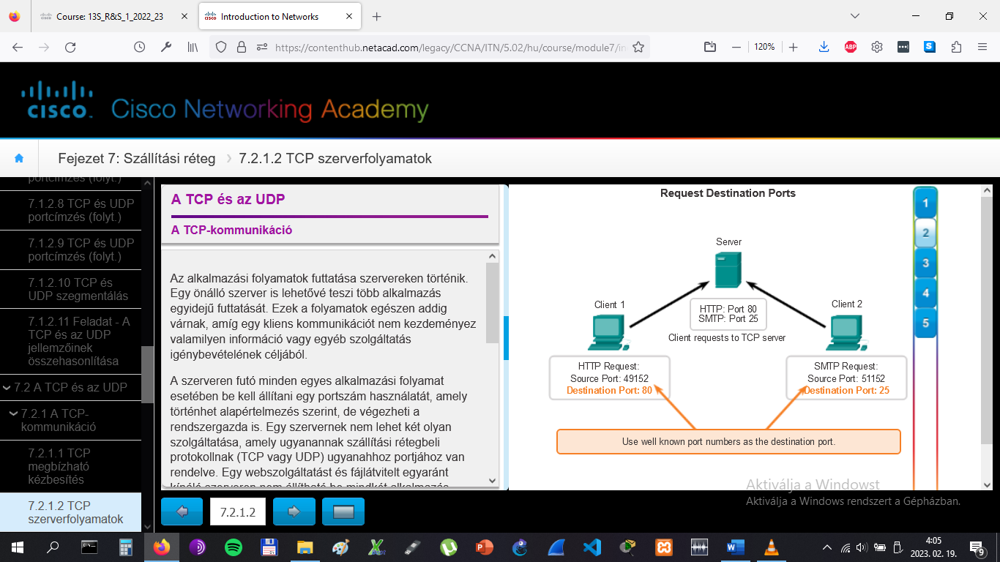 Course: 13S_R&S_1_2022_23
Introduction to Networks
https://contenthub.netacad.com/legacy/CCNA/ITN/5.02/hu/course/module7/in
120%
ABP
S
CISCO
Cisco Networking Academy
Fejezet 7: Szállítási réteg
7.2.1.2 TCP szerverfolyamatok
portcímzés (folyt.)
7.1.2.8 TCP és UDP
portcímzés (folyt.)
7.1.2.9 TCP és UDP
portcímzés (folyt.)
7.1.2.10 TCP és
UDP szegmentálás
7.1.2.11 Feladat - A
TCP és az UDP
jellemzőinek
összehasonlítása
7.2 A TCP és az UDP
7.2.1 A TCP-
kommunikáció
7.2.1.1 TCP
megbízható
kézbesítés
7.2.1.2 TCP
szerverfolyamatok
A TCP és az UDP
A TCP-kommunikáció
Az alkalmazási folyamatok futtatása szervereken történik.
Egy önálló szerver is lehetővé teszi több alkalmazás
egyidejű futtatását. Ezek a folyamatok egészen addig
várnak, amíg egy kliens kommunikációt nem kezdeményez
valamilyen információ vagy egyéb szolgáltatás
igénybevételének céljából.
A szerveren futó minden egyes alkalmazási folyamat
esetében be kell állítani egy portszám használatát, amely
történhet alapértelmezés szerint, de végezheti a
rendszergazda is. Egy szervernek nem lehet két olyan
szolgáltatása, amely ugyanannak szállítási rétegbeli
protokollnak (TCP vagy UDP) ugyanahhoz portjához van
rendelve. Egy webszolgáltatást és fájlátvitelt egyaránt
kínáló szerveren nem állítható be mindkét alkalmazás
7.2.1.2
Request Destination Ports
Server
Client 1
Client 2
HTTP: Port 80
SMTP: Port 25
Client requests to TCP server
HTTP Request:
Source Port: 49152
Destination Port: 80
SMTP Request:
Source Port: 51152
Destination Port: 25
Use well known port numbers as the destination port.
1
2
3
4
5
Aktiválja a Windowst
Aktiválja a Windows rendszert a Gépházban.
4:05
2023. 02. 19.
9